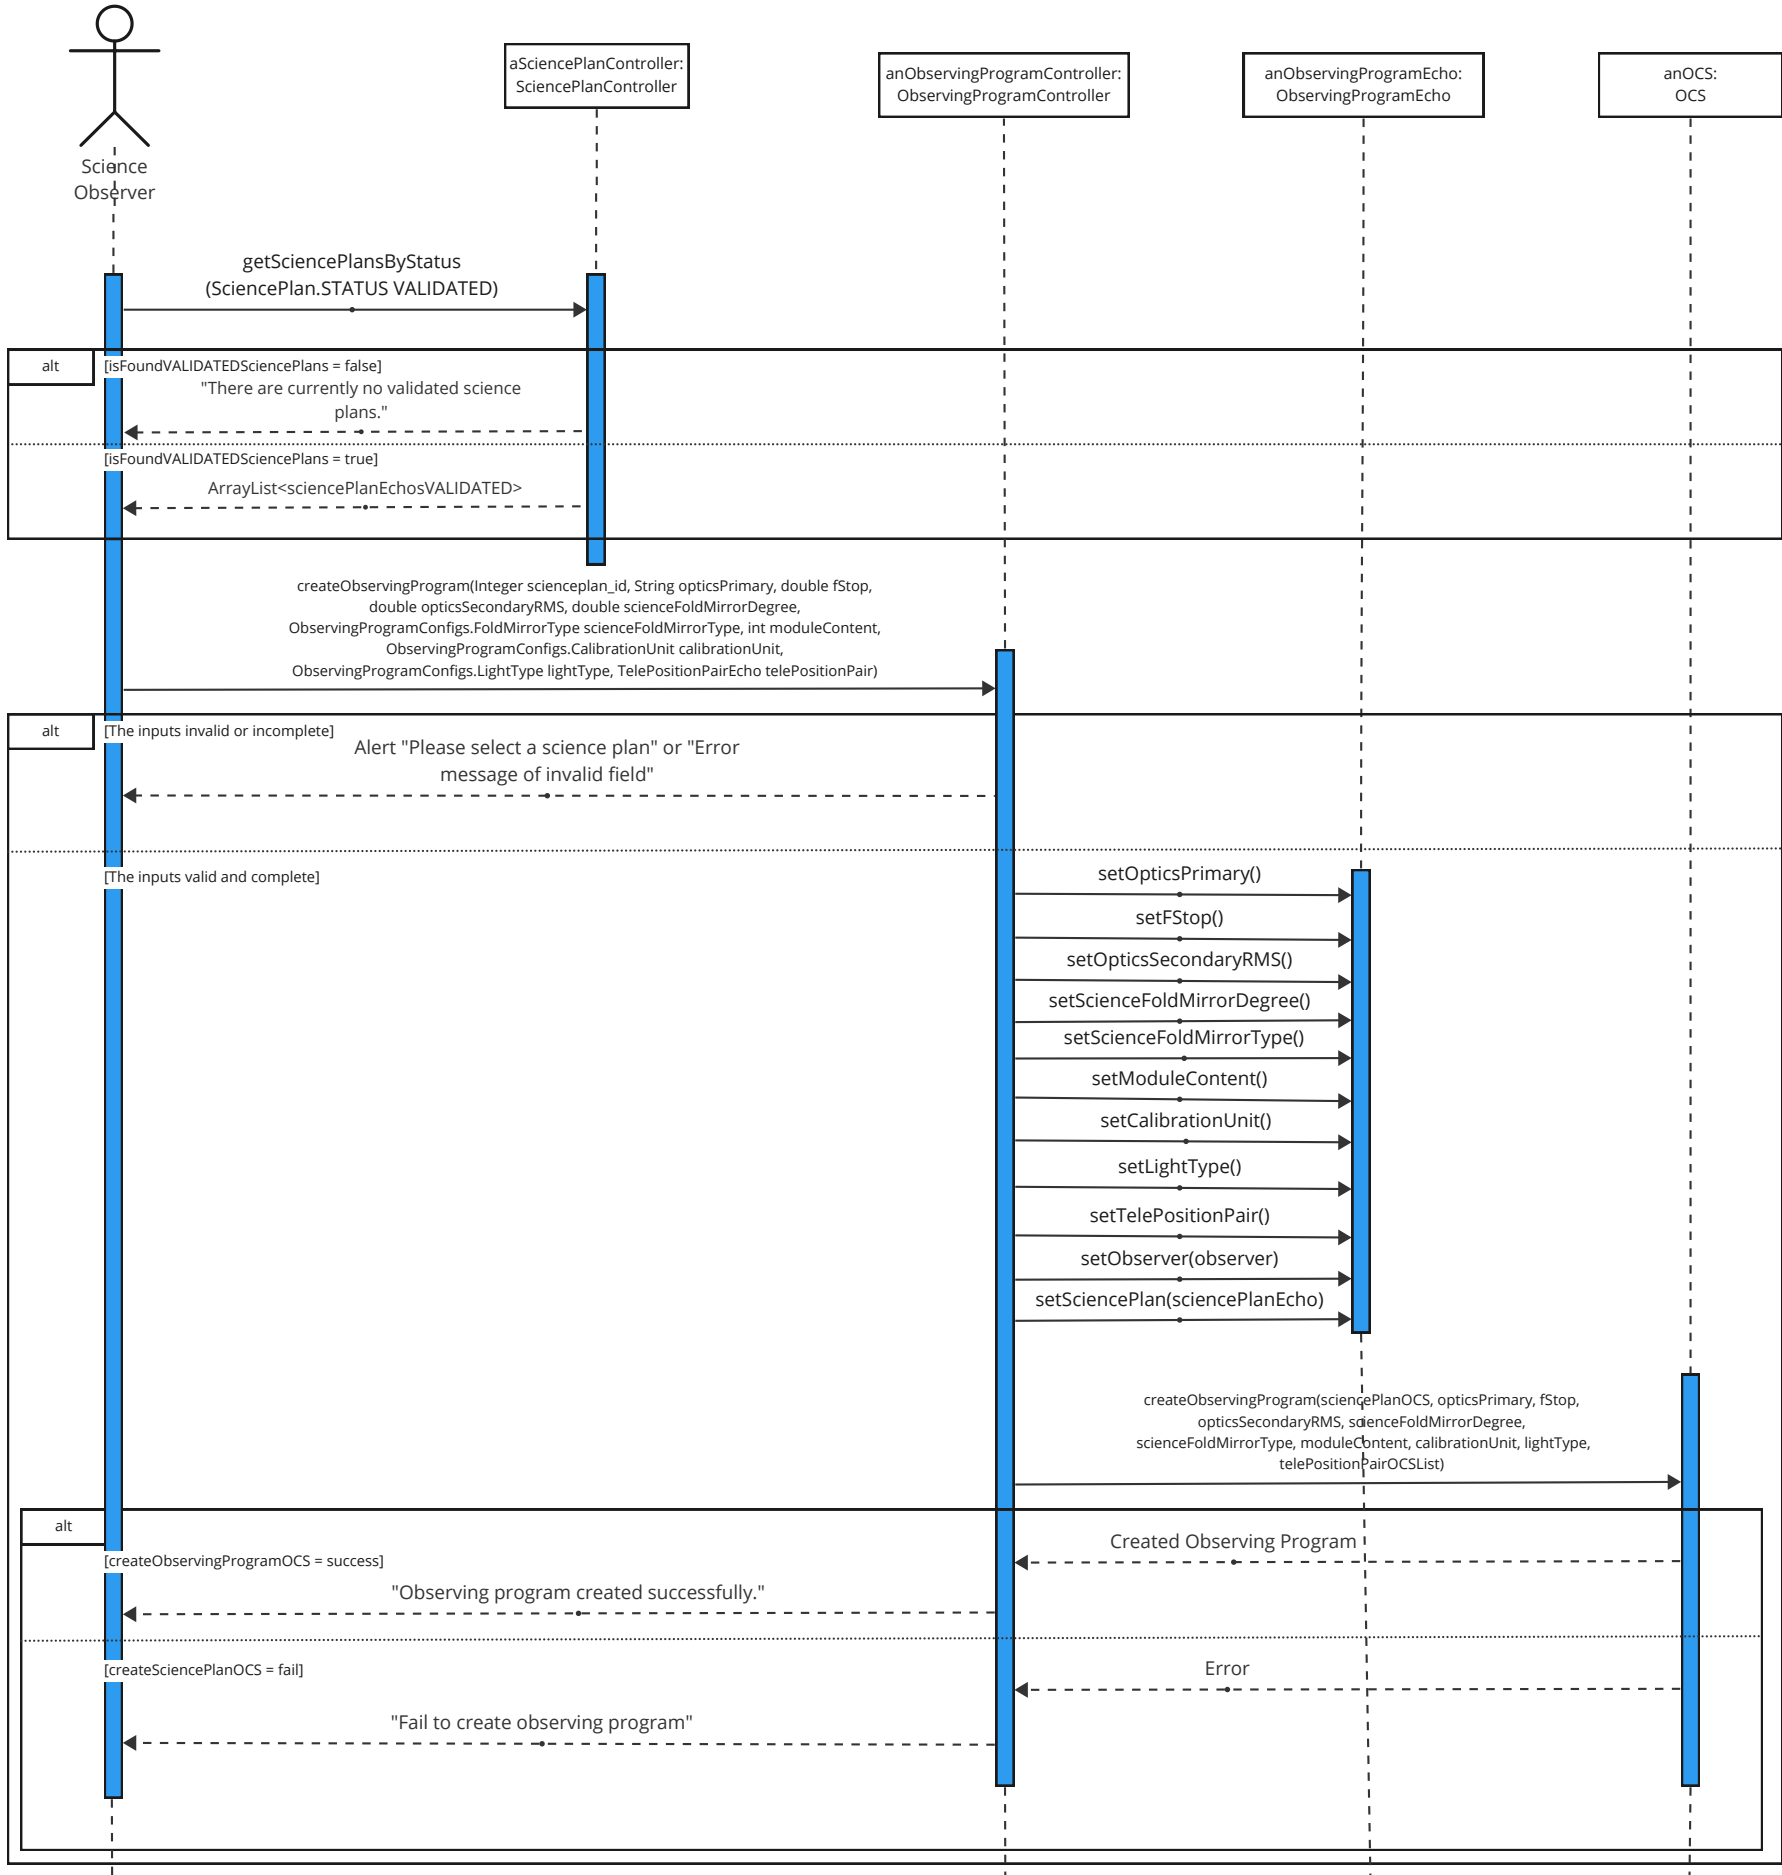 aSciencePlanController:
SciencePlanController
anObservingProgramController:
ObservingProgramController
anObservingProgramEcho:
ObservingProgramEcho
anOCS:
OCS
Science
Observer
getSciencePlansByStatus
(SciencePlan.STATUS VALIDATED)
alt
[isFoundVALIDATEDSciencePlans = false]
"There are currently no validated science
plans."
[isFoundVALIDATEDSciencePlans = true]
ArrayList<sciencePlanEchosVALIDATED>
createObservingProgram(Integer scienceplan_id, String opticsPrimary, double fStop,
double opticsSecondaryRMS, double scienceFoldMirrorDegree,
ObservingProgramConfigs.FoldMirrorType scienceFoldMirrorType, int moduleContent,
ObservingProgramConfigs.CalibrationUnit calibrationUnit,
ObservingProgramConfigs.LightType lightType, TelePositionPairEcho telePositionPair)
alt
[The inputs invalid or incomplete]
Alert "Please select a science plan" or "Error
message of invalid field"
[The inputs valid and complete]
setOpticsPrimary()
setFStop()
setOpticsSecondaryRMS()
setScienceFoldMirrorDegree()
setScienceFoldMirrorType()
setModuleContent()
setCalibrationUnit()
setLightType()
setTelePositionPair()
setObserver(observer)
setSciencePlan(sciencePlanEcho)
createObservingProgram(sciencePlanOCS, opticsPrimary, fStop,
opticsSecondaryRMS, scienceFoldMirrorDegree,
scienceFoldMirrorType, moduleContent, calibrationUnit, lightType,
telePositionPairOCSList)
alt
Created Observing Program
[createObservingProgramOCS = success]
"Observing program created successfully."
[createSciencePlanOCS = fail]
Error
"Fail to create observing program"